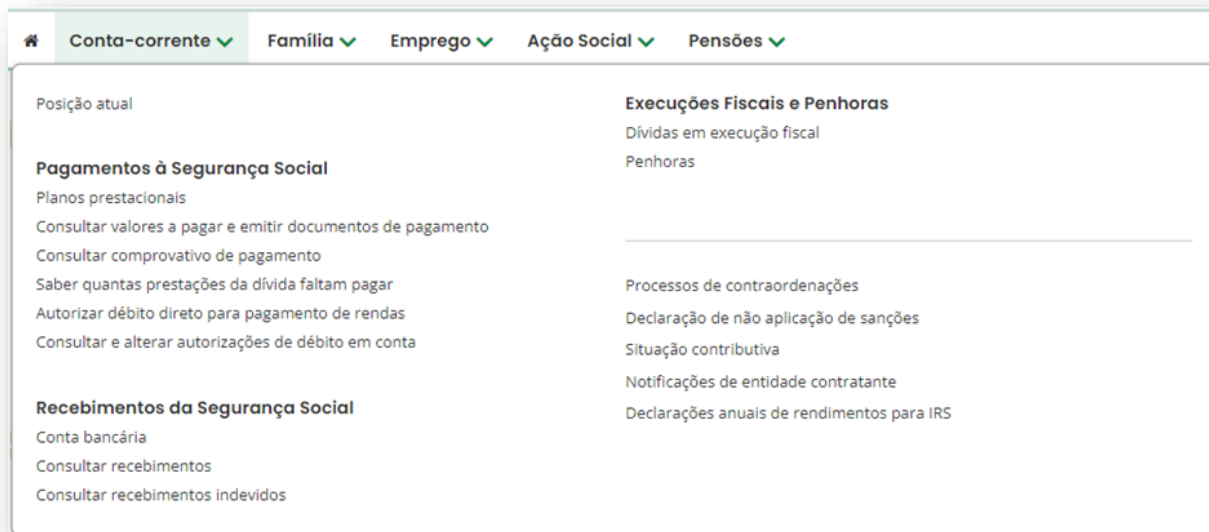 Conta-corrente Família Emprego Ação Social Pensões
Posição atual
Pagamentos à Segurança Social
Planos prestacionais
Consultar valores a pagar e emitir documentos de pagamento
Consultar comprovativo de pagamento
Saber quantas prestações da dívida faltam pagar
Autorizar débito direto para pagamento de rendas
Consultar e alterar autorizações de débito em conta
Recebimentos da Segurança Social
Conta bancária
Consultar recebimentos
Consultar recebimentos indevidos
Execuções Fiscais e Penhoras
Dívidas em execução fiscal
Penhoras
Processos de contraordenações
Declaração de não aplicação de sanções
Situação contributiva
Notificações de entidade contratante
Declarações anuais de rendimentos para IRS